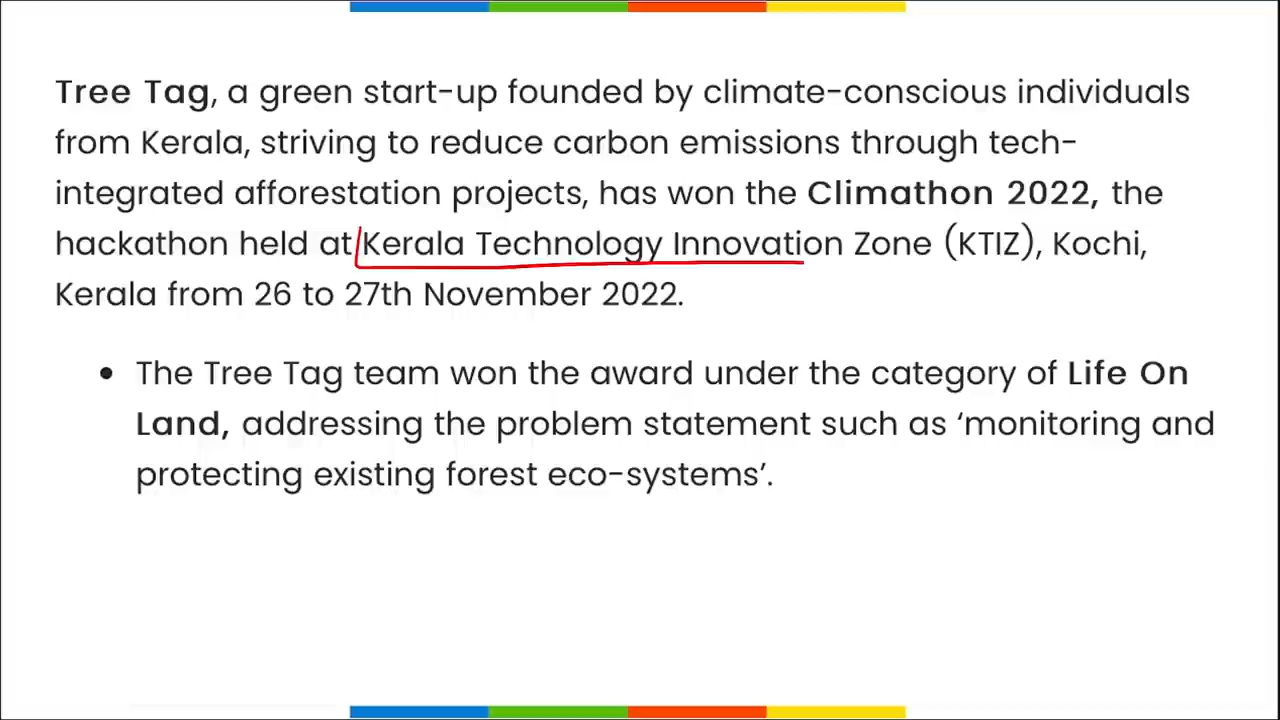 Tree Tag, a green start-up founded by climate-conscious individuals
from Kerala, striving to reduce carbon emissions through tech-
integrated afforestation projects, has won the Climathon 2022, the
hackathon held at Kerala Technology Innovation Zone (KTIZ), Kochi,
Kerala from 26 to 27th November 2022.
• The Tree Tag team won the award under the category of Life On
Land, addressing the problem statement such as ‘monitoring and
protecting existing forest eco-systems’.